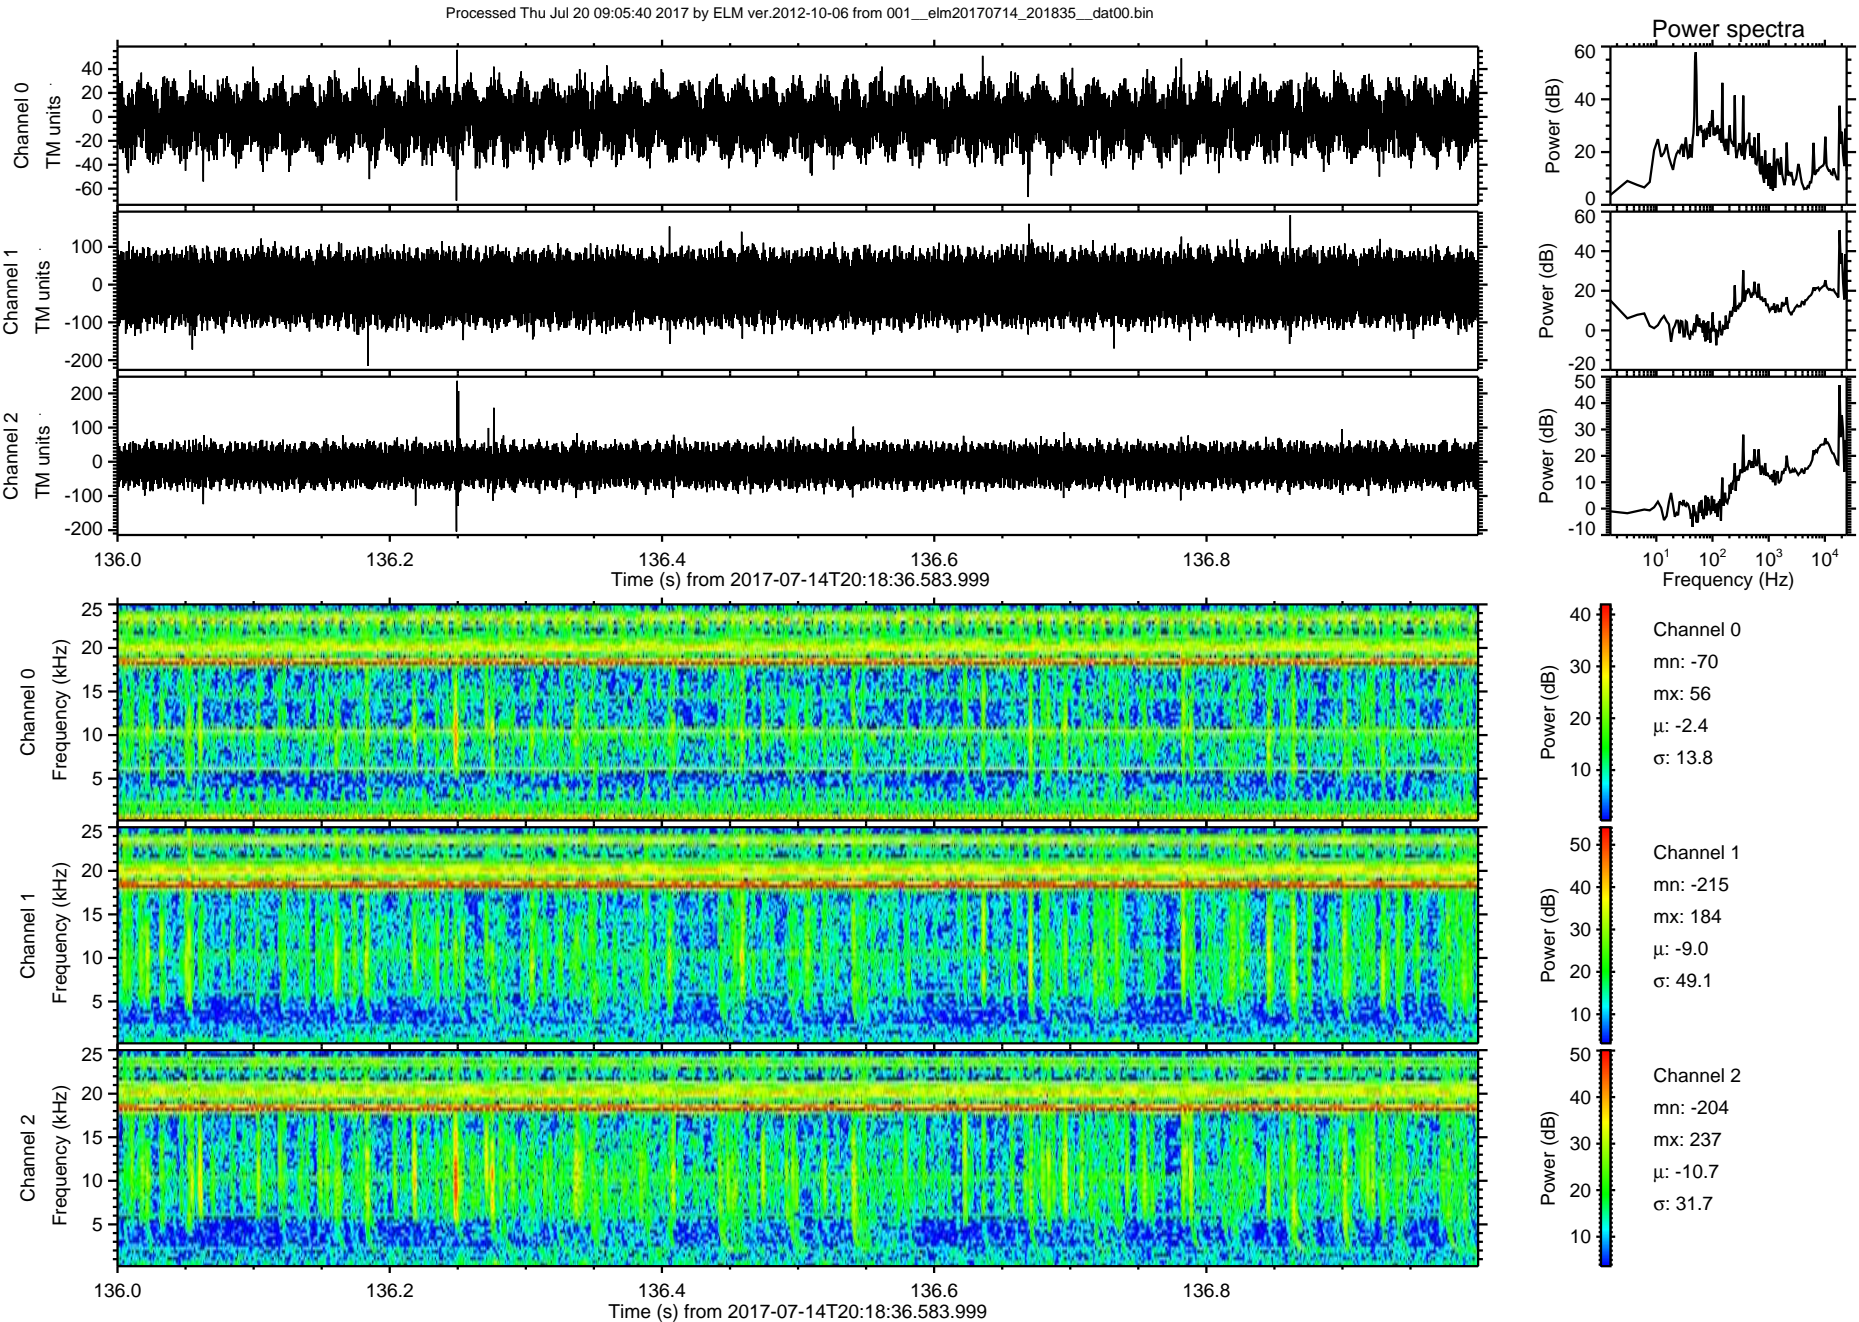 Processed Thu Jul 20 09:05:40 2017 by ELM ver.2012-10-06 from 001__elm20170714_201835__dat00.bin
Power spectra
Channel 0
TM units
40
20
0
-20
-40
-60
Power (dB)
60
40
20
0
Channel 1
TM units
100
0
-100
-200
Power (dB)
60
40
20
0
-20
Channel 2
TM units
200
100
0
-100
-200
Power (dB)
50
40
30
20
10
0
-10
136.0 136.2 136.4 136.6 136.8
Time (s) from 2017-07-14T20:18:36.583.999
10¹ 10² 10³ 10⁴
Frequency (Hz)
Channel 0
Frequency (kHz)
25
20
15
10
5
Power (dB)
40
30
20
10
Channel 0
mn: -70
mx: 56
μ: -2.4
σ: 13.8
Channel 1
Frequency (kHz)
25
20
15
10
5
Power (dB)
50
40
30
20
10
Channel 1
mn: -215
mx: 184
μ: -9.0
σ: 49.1
Channel 2
Frequency (kHz)
25
20
15
10
5
Power (dB)
50
40
30
20
10
Channel 2
mn: -204
mx: 237
μ: -10.7
σ: 31.7
136.0 136.2 136.4 136.6 136.8
Time (s) from 2017-07-14T20:18:36.583.999